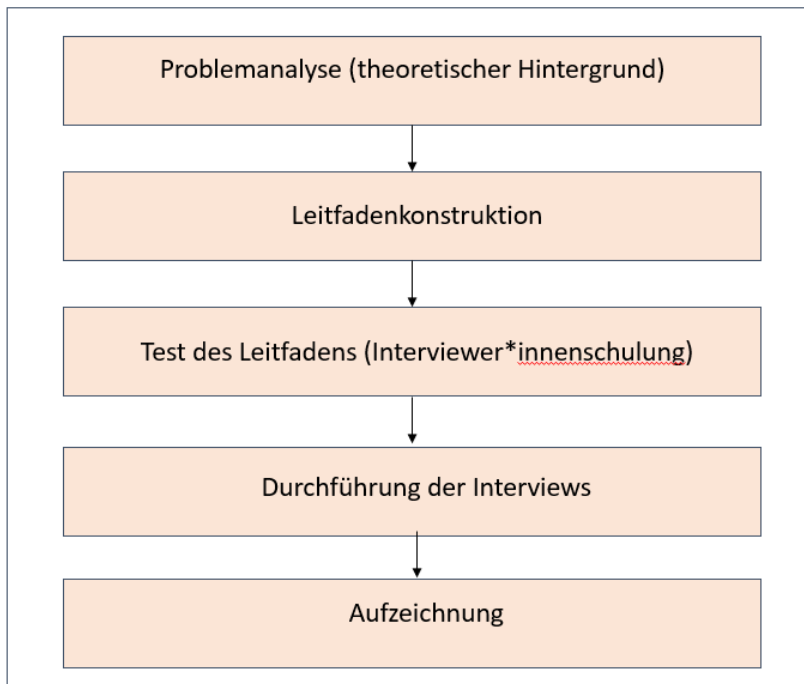 Problemanalyse (theoretischer Hintergrund)
Leitfadenkonstruktion
Test des Leitfadens (Interviewer*innenschulung)
Durchführung der Interviews
Aufzeichnung